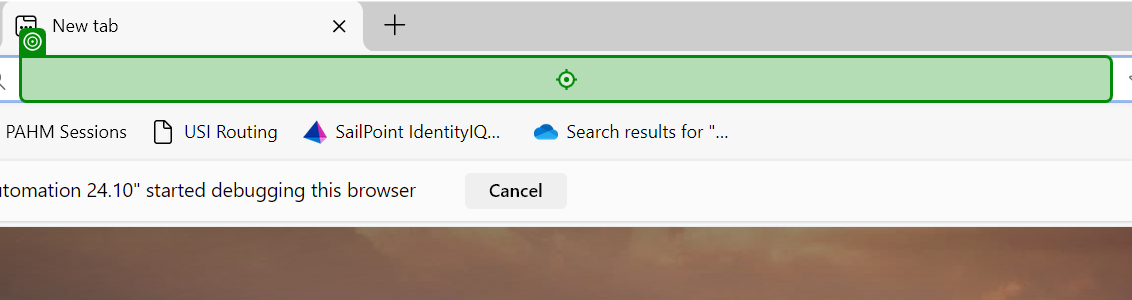 New tab
PAHM Sessions USI Routing SailPoint IdentityIQ... Search results for "...
utomation 24.10" started debugging this browser Cancel